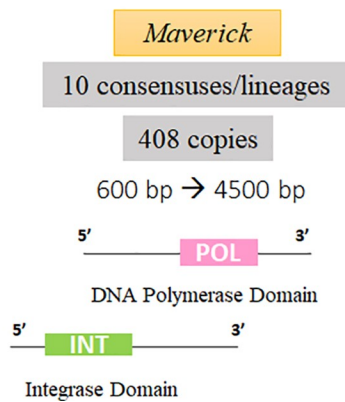 Maverick
10 consensuses/lineages
408 copies
600 bp → 4500 bp
5’ POL 3’
DNA Polymerase Domain
5’ INT 3’
Integrase Domain